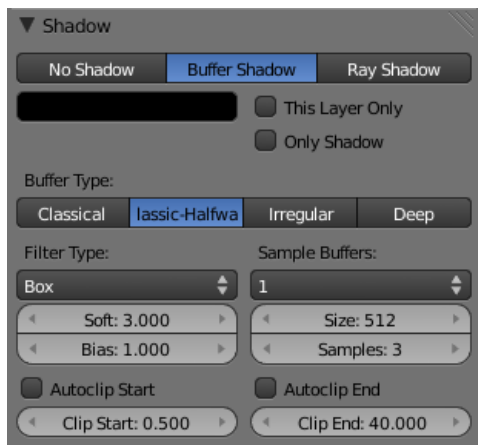 Shadow
No Shadow Buffer Shadow Ray Shadow
This Layer Only
Only Shadow
Buffer Type:
Classical lassic-Halfwa Irregular Deep
Filter Type: Sample Buffers:
Box 1
Soft: 3.000 Size: 512
Bias: 1.000 Samples: 3
Autoclip Start Autoclip End
Clip Start: 0.500 Clip End: 40.000